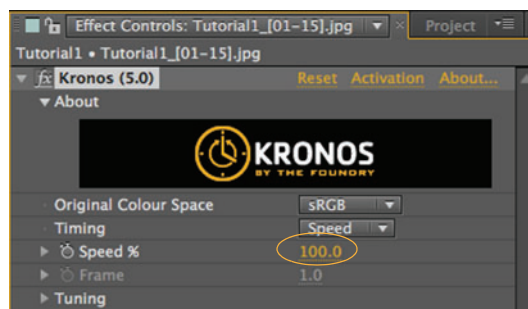 Effect Controls: Tutorial1_[01-15].jpg Project
Tutorial1 • Tutorial1_[01-15].jpg
fx Kronos (5.0) Reset Activation About...
About
KRONOS
BY THE FOUNDRY
Original Colour Space sRGB
Timing Speed
Speed % 100.0
Frame 1.0
Tuning